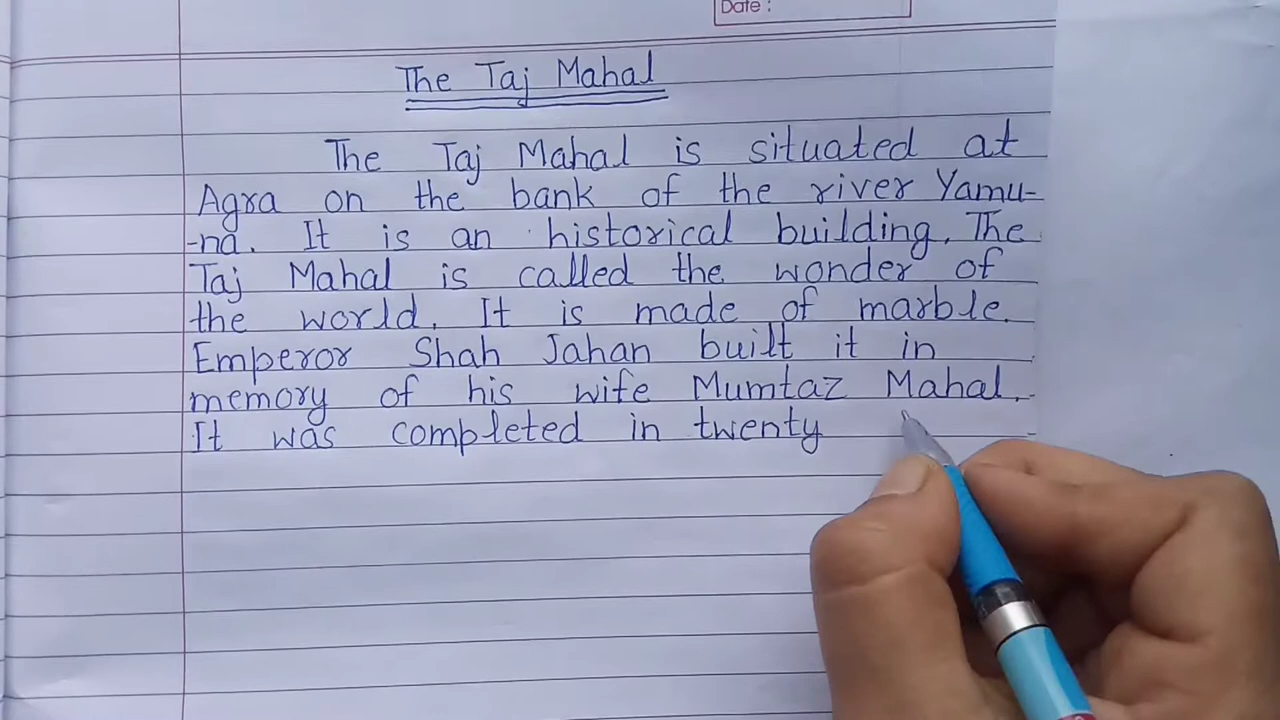 Date :
The Taj Mahal
The Taj Mahal is situated at
Agra on the bank of the river Yamu-
-na. It is an historical building. The
Taj Mahal is called the wonder of
the world. It is made of marble.
Emperor Shah Jahan built it in
memory of his wife Mumtaz Mahal.
It was completed in twenty